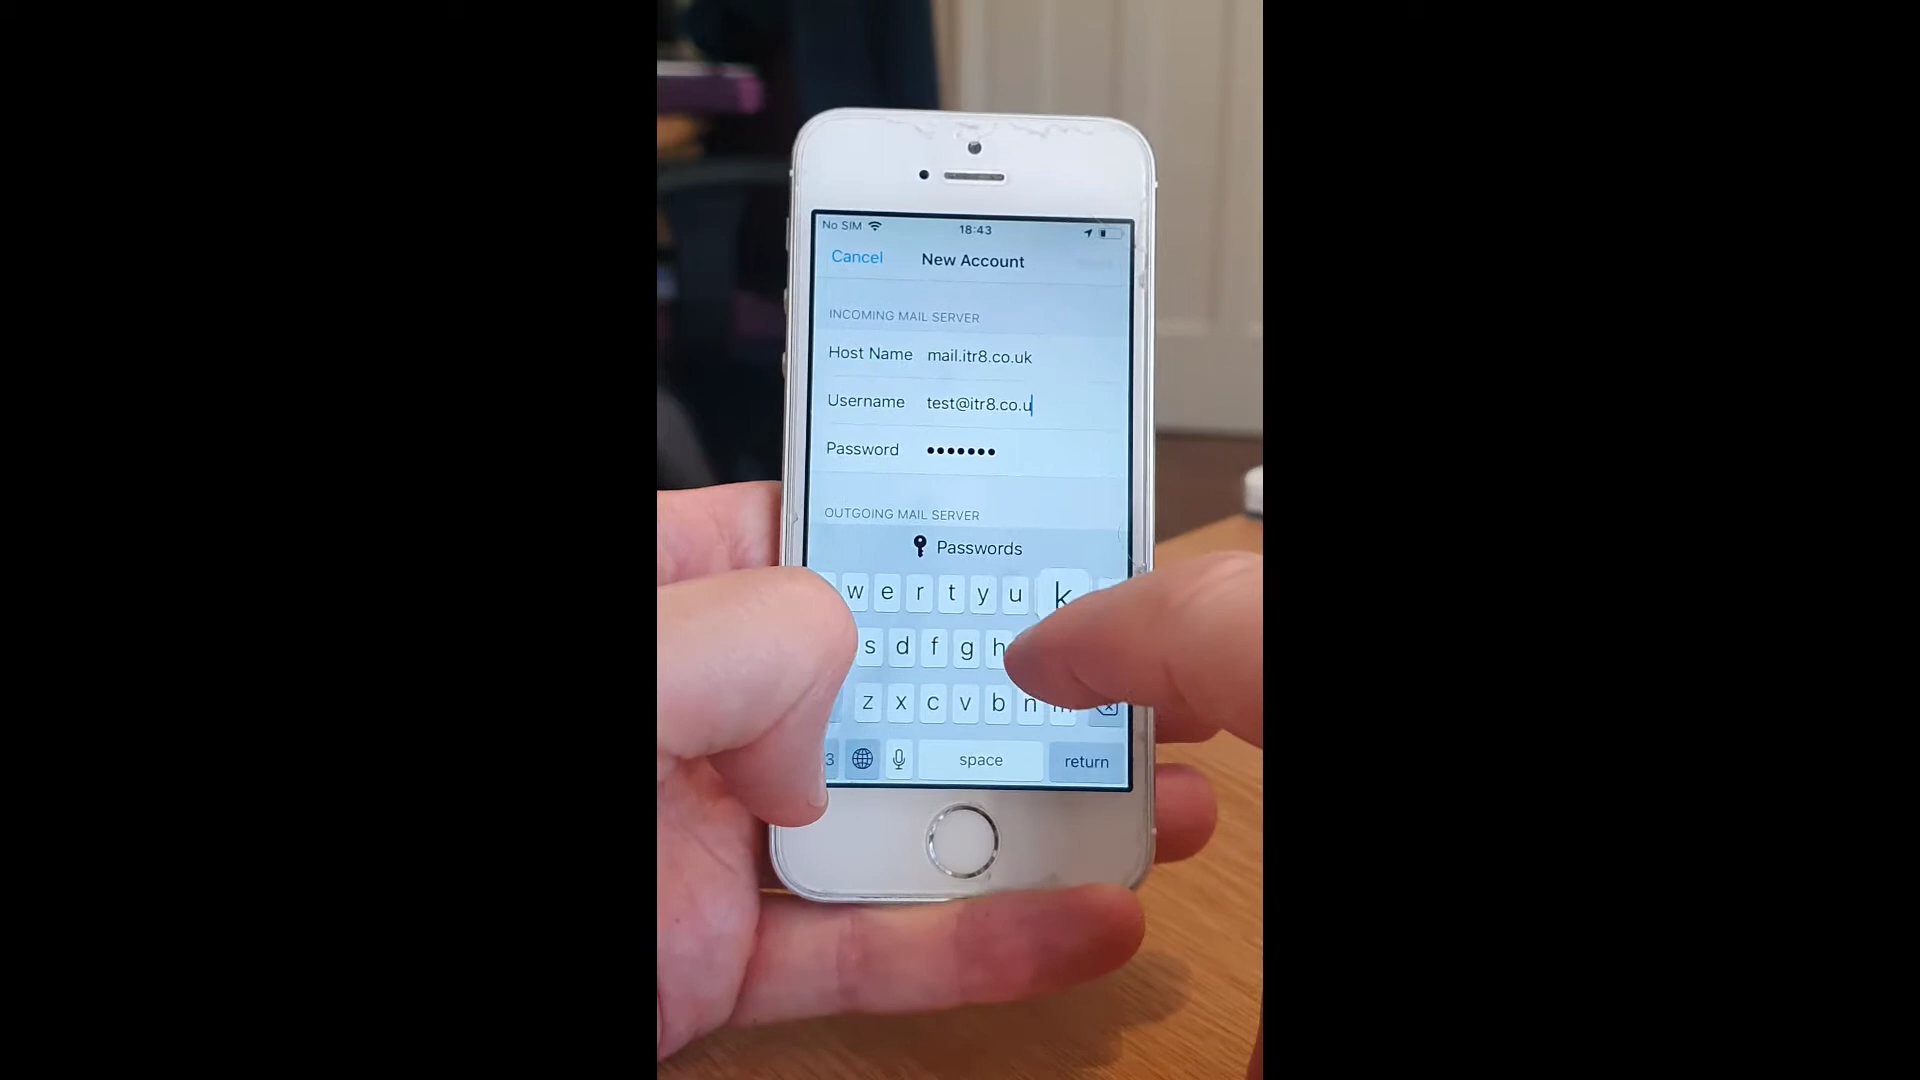 No SIM 18:43
Cancel New Account
INCOMING MAIL SERVER
Host Name mail.itr8.co.uk
Username test@itr8.co.u
Password •••••••
OUTGOING MAIL SERVER
Passwords
w e r t y u k
s d f g h
z x c v b n m
3 space return